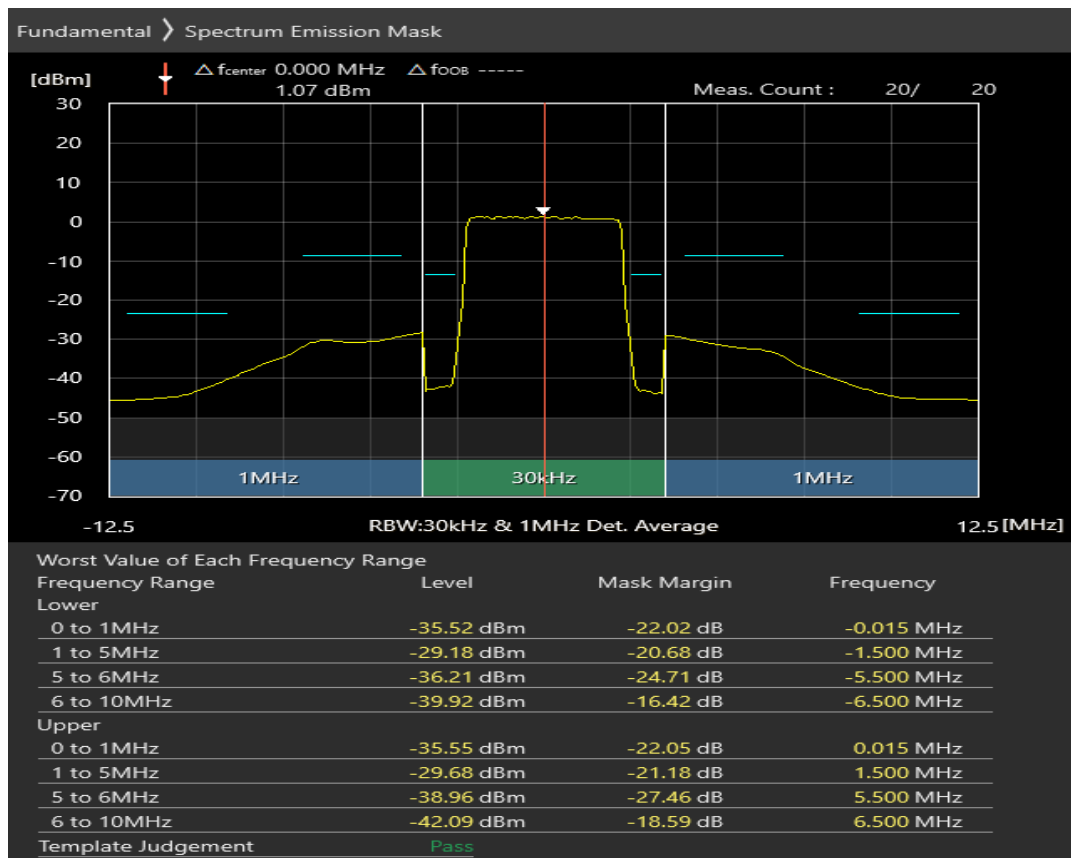 Fundamental ❯ Spectrum Emission Mask
[dBm] △ fcenter 0.000 MHz △ fOOB -----
1.07 dBm Meas. Count : 20/ 20
30
20
10
0
-10
-20
-30
-40
-50
-60
-70
1MHz 30kHz 1MHz
-12.5 RBW:30kHz & 1MHz Det. Average 12.5 [MHz]
Worst Value of Each Frequency Range
Frequency Range Level Mask Margin Frequency
Lower
0 to 1MHz -35.52 dBm -22.02 dB -0.015 MHz
1 to 5MHz -29.18 dBm -20.68 dB -1.500 MHz
5 to 6MHz -36.21 dBm -24.71 dB -5.500 MHz
6 to 10MHz -39.92 dBm -16.42 dB -6.500 MHz
Upper
0 to 1MHz -35.55 dBm -22.05 dB 0.015 MHz
1 to 5MHz -29.68 dBm -21.18 dB 1.500 MHz
5 to 6MHz -38.96 dBm -27.46 dB 5.500 MHz
6 to 10MHz -42.09 dBm -18.59 dB 6.500 MHz
Template Judgement Pass